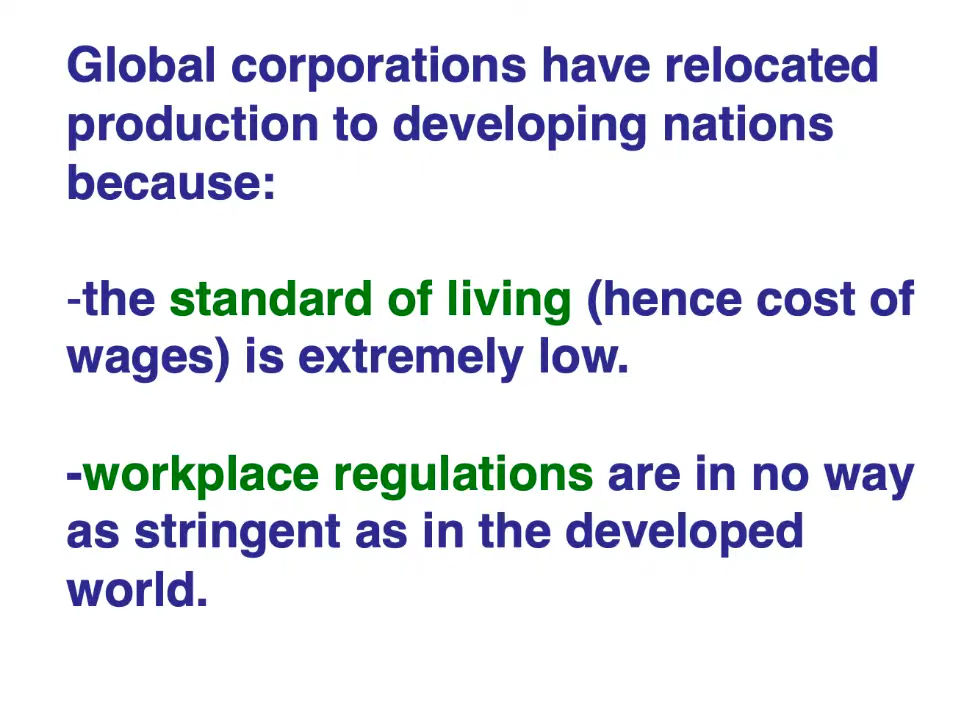 Global corporations have relocated
production to developing nations
because:
-the standard of living (hence cost of
wages) is extremely low.
-workplace regulations are in no way
as stringent as in the developed
world.